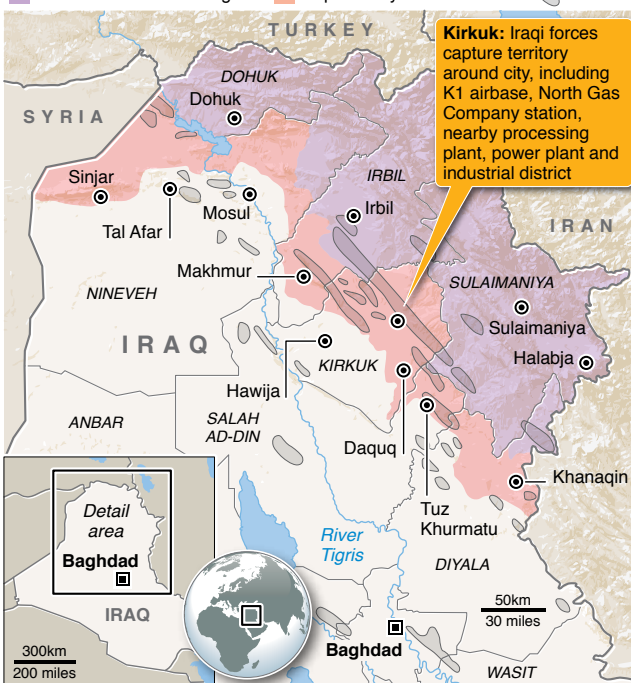 TURKEY
Kirkuk: Iraqi forces
capture territory
around city, including
K1 airbase, North Gas
Company station,
nearby processing
plant, power plant and
industrial district
DOHUK
Dohuk
SYRIA
Sinjar
IRBIL
Irbil
Mosul
Tal Afar
IRAN
Makhmur
SULAIMANIYA
NINEVEH
Sulaimaniya
IRAQ
Halabja
KIRKUK
Hawija
ANBAR
SALAH
AD-DIN
Daquq
Khanaqin
Tuz
Khurmatu
Detail
area
River
Tigris
Baghdad
DIYALA
IRAQ
50km
30 miles
Baghdad
300km
200 miles
WASIT